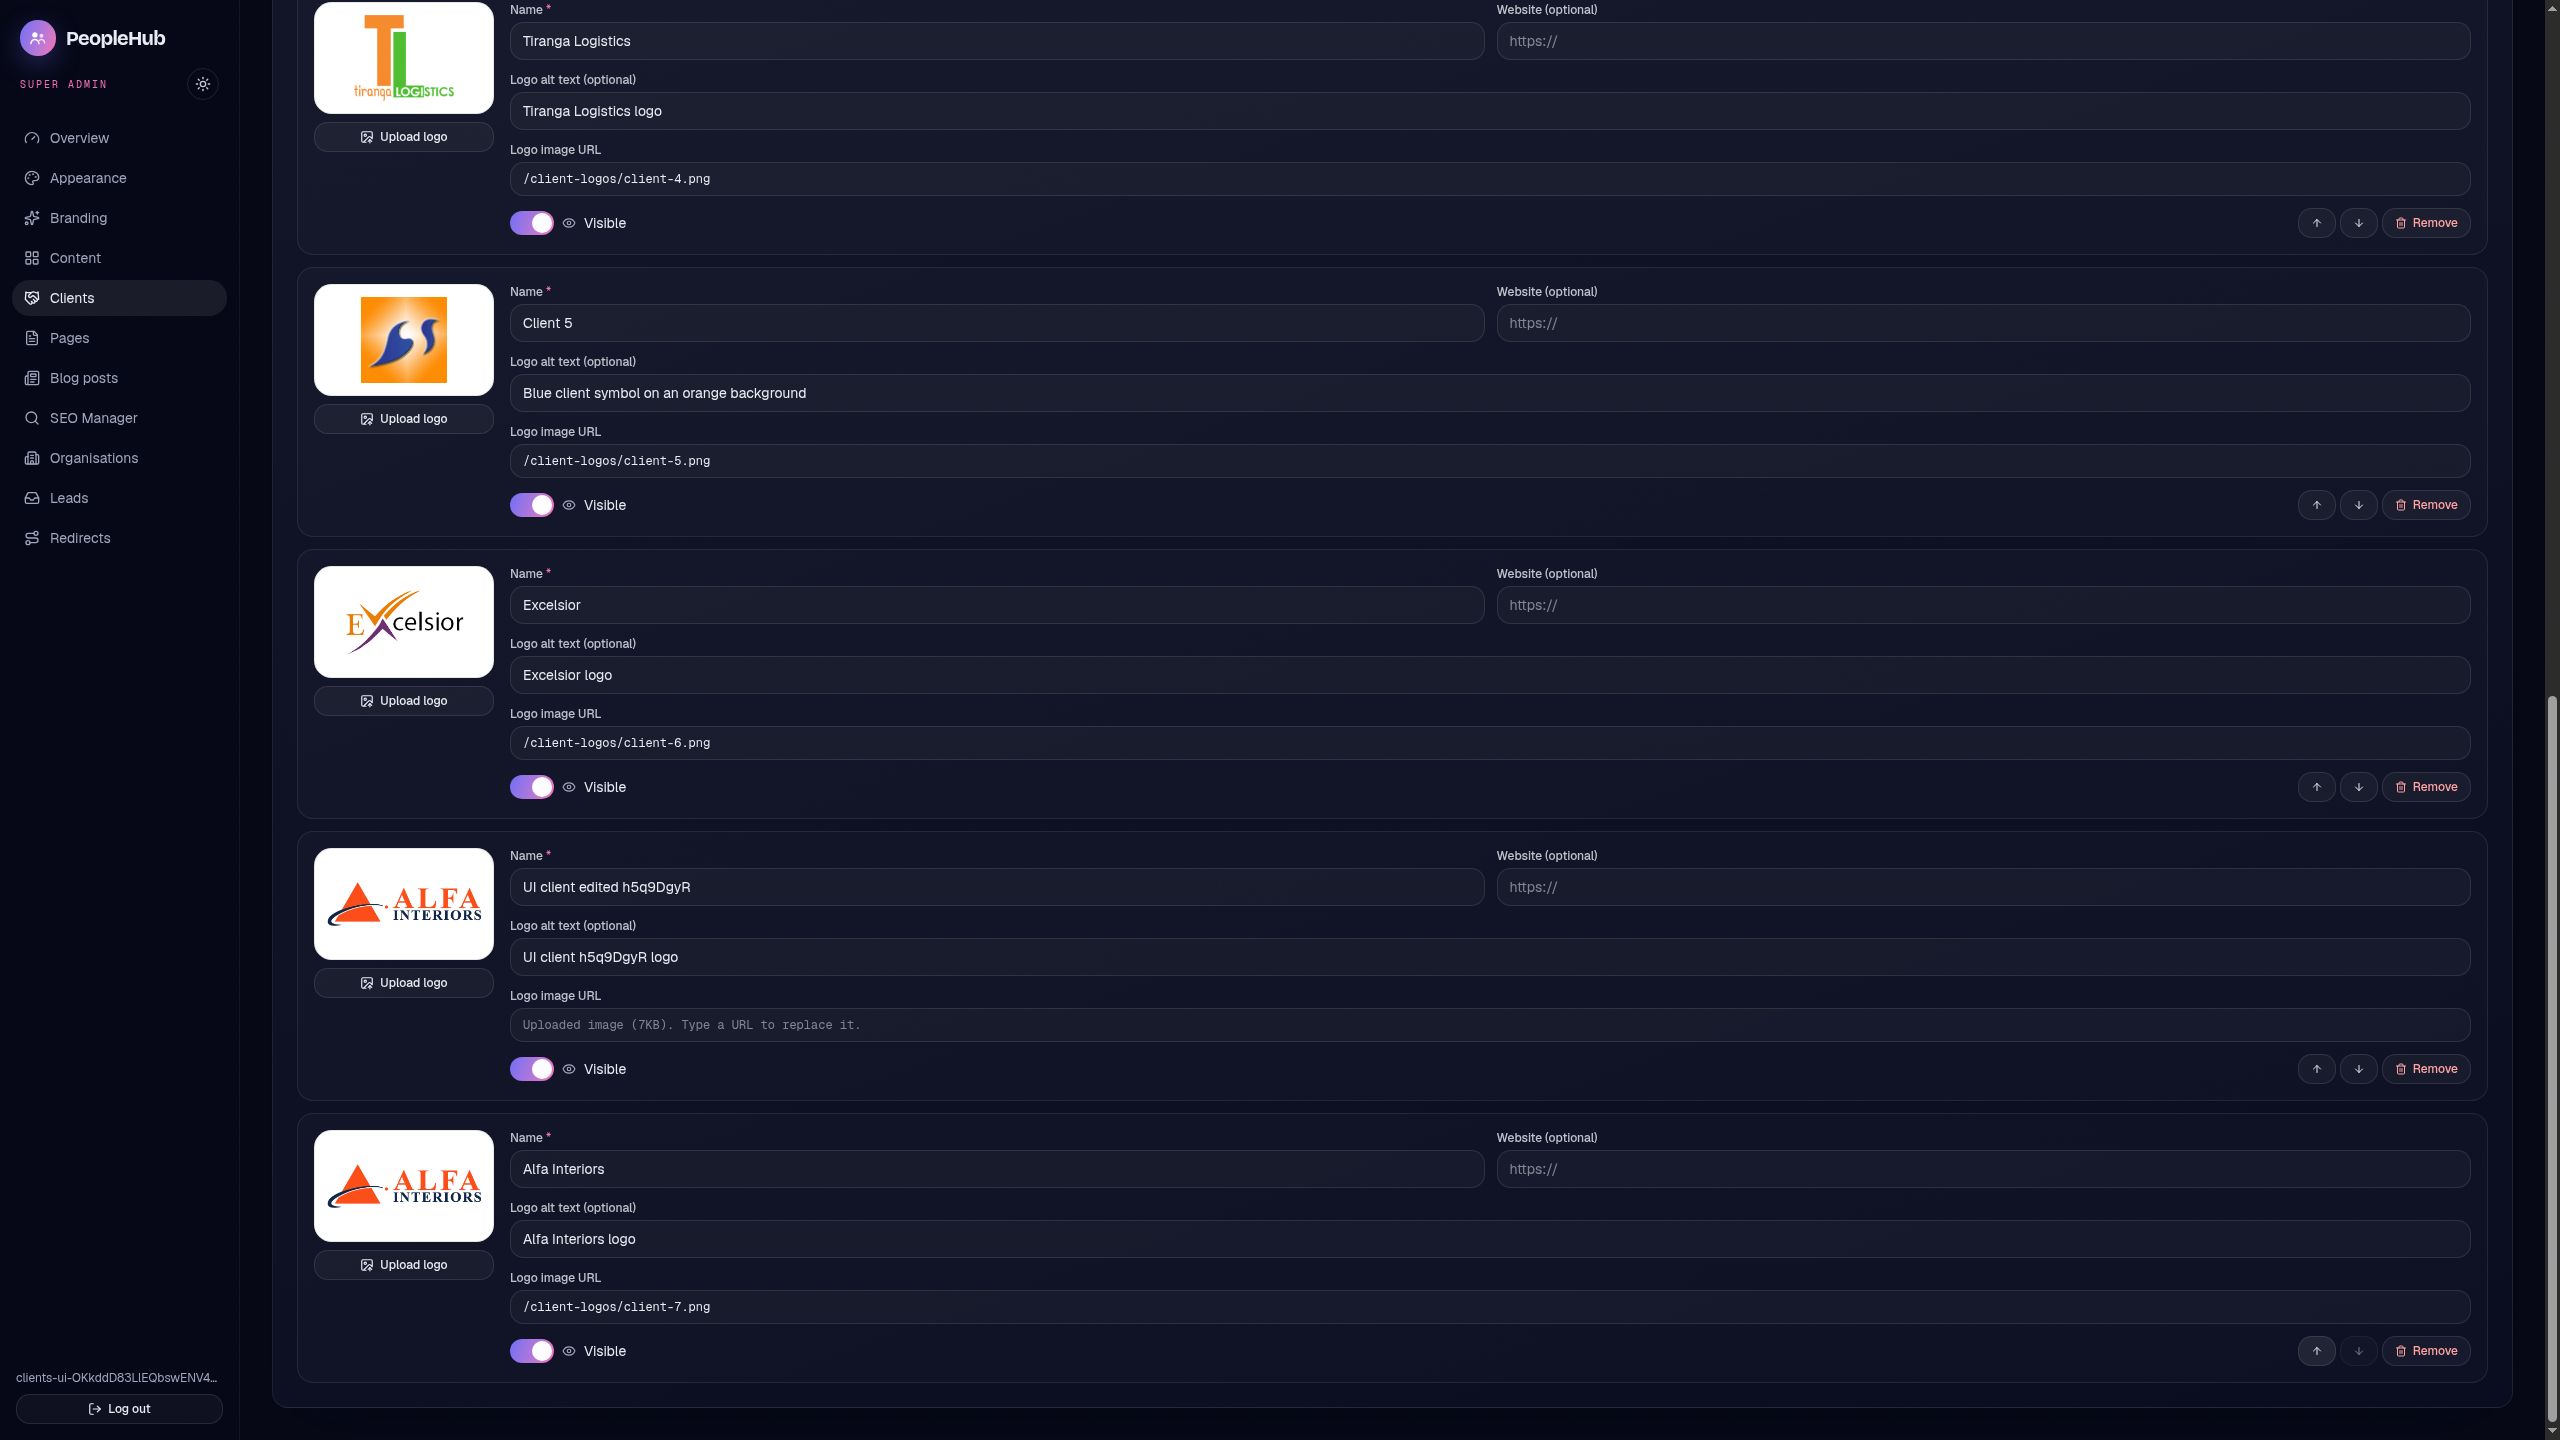 PeopleHub
SUPER ADMIN
Overview
Appearance
Branding
Content
Clients
Pages
Blog posts
SEO Manager
Organisations
Leads
Redirects
clients-ui-OKkddD83LlEQbswENV4…
Log out
tiranga LOGISTICS
Upload logo
Name *
Website (optional)
Tiranga Logistics
https://
Logo alt text (optional)
Tiranga Logistics logo
Logo image URL
/client-logos/client-4.png
Visible
Remove
Upload logo
Name *
Website (optional)
Client 5
https://
Logo alt text (optional)
Blue client symbol on an orange background
Logo image URL
/client-logos/client-5.png
Visible
Remove
Excelsior
Upload logo
Name *
Website (optional)
Excelsior
https://
Logo alt text (optional)
Excelsior logo
Logo image URL
/client-logos/client-6.png
Visible
Remove
ALFA
INTERIORS
Upload logo
Name *
Website (optional)
UI client edited h5q9DgyR
https://
Logo alt text (optional)
UI client h5q9DgyR logo
Logo image URL
Uploaded image (7KB). Type a URL to replace it.
Visible
Remove
ALFA
INTERIORS
Upload logo
Name *
Website (optional)
Alfa Interiors
https://
Logo alt text (optional)
Alfa Interiors logo
Logo image URL
/client-logos/client-7.png
Visible
Remove